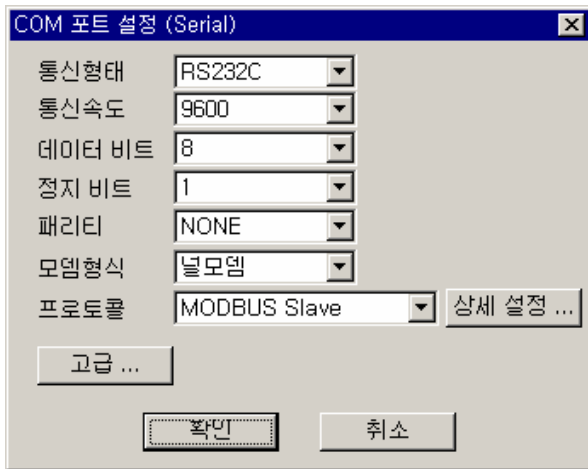 COM 포트 설정 (Serial)
통신형태 RS232C
통신속도 9600
데이터 비트 8
정지 비트 1
패리티 NONE
모뎀형식 널모뎀
프로토콜 MODBUS Slave 상세 설정 ...
고급 ...
확인 취소